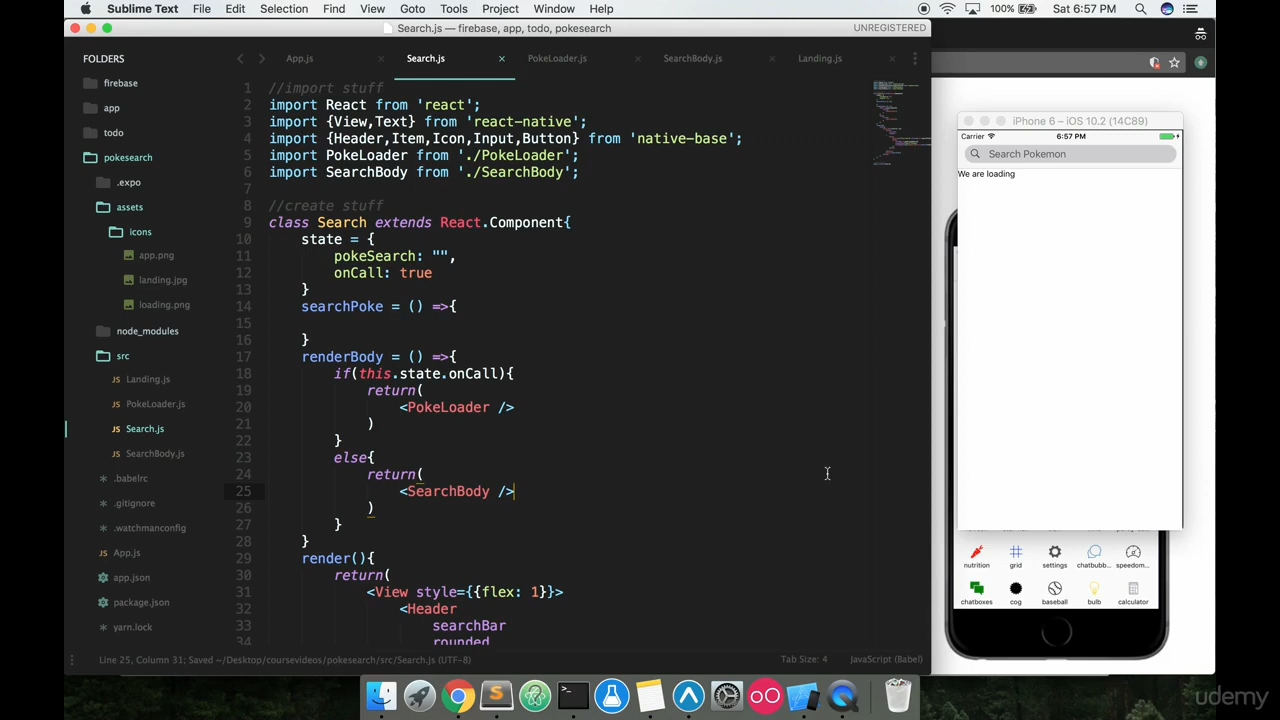 Sublime Text File Edit Selection Find View Goto Tools Project Window Help 100% Sat 6:57 PM
Search.js — firebase, app, todo, pokesearch UNREGISTERED
FOLDERS
firebase
app
todo
pokesearch
.expo
assets
icons
app.png
landing.jpg
loading.png
node_modules
src
JS Landing.js
JS PokeLoader.js
JS Search.js
JS SearchBody.js
.babelrc
.gitignore
.watchmanconfig
JS App.js
app.json
package.json
yarn.lock
App.js Search.js PokeLoader.js SearchBody.js Landing.js
1 //import stuff
2 import React from 'react';
3 import {View,Text} from 'react-native';
4 import {Header,Item,Icon,Input,Button} from 'native-base';
5 import PokeLoader from './PokeLoader';
6 import SearchBody from './SearchBody';
7
8 //create stuff
9 class Search extends React.Component{
10 state = {
11 pokeSearch: "",
12 onCall: true
13 }
14 searchPoke = () =>{
15
16 }
17 renderBody = () =>{
18 if(this.state.onCall){
19 return(
20 <PokeLoader />
21 )
22 }
23 else{
24 return(
25 <SearchBody />
26 )
27 }
28 }
29 render(){
30 return(
31 <View style={{flex: 1}}>
32 <Header
33 searchBar
34 rounded
Line 25, Column 31; Saved ~/Desktop/coursevideos/pokesearch/src/Search.js (UTF-8) Tab Size: 4 JavaScript (Babel)
iPhone 6 – iOS 10.2 (14C89)
Carrier 6:57 PM
Search Pokemon
We are loading
nutrition grid settings chatbubb... speedom...
chatboxes cog baseball bulb calculator
udemy